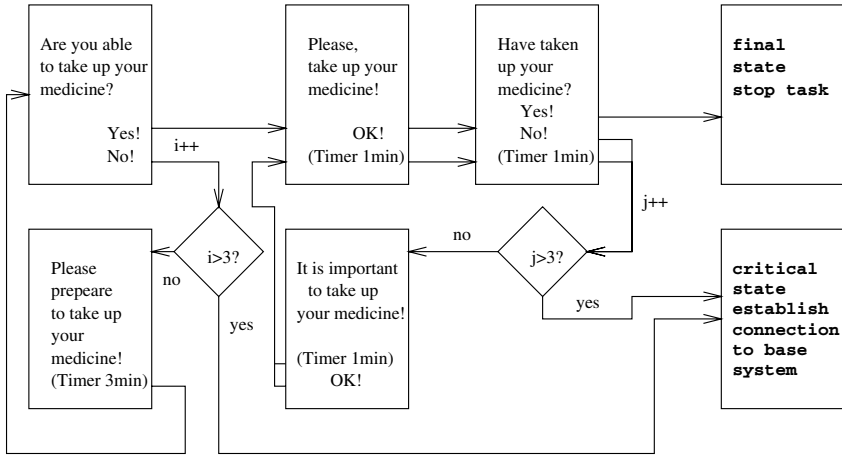 Are you able
to take up your
medicine?
Yes!
No!
i++
Please,
take up your
medicine!
OK!
(Timer 1min)
Have taken
up your
medicine?
Yes!
No!
(Timer 1min)
j++
final
state
stop task
Please
prepeare
to take up
your
medicine!
(Timer 3min)
i>3?
no
yes
It is important
to take up
your medicine!
(Timer 1min)
OK!
no
j>3?
yes
critical
state
establish
connection
to base
system